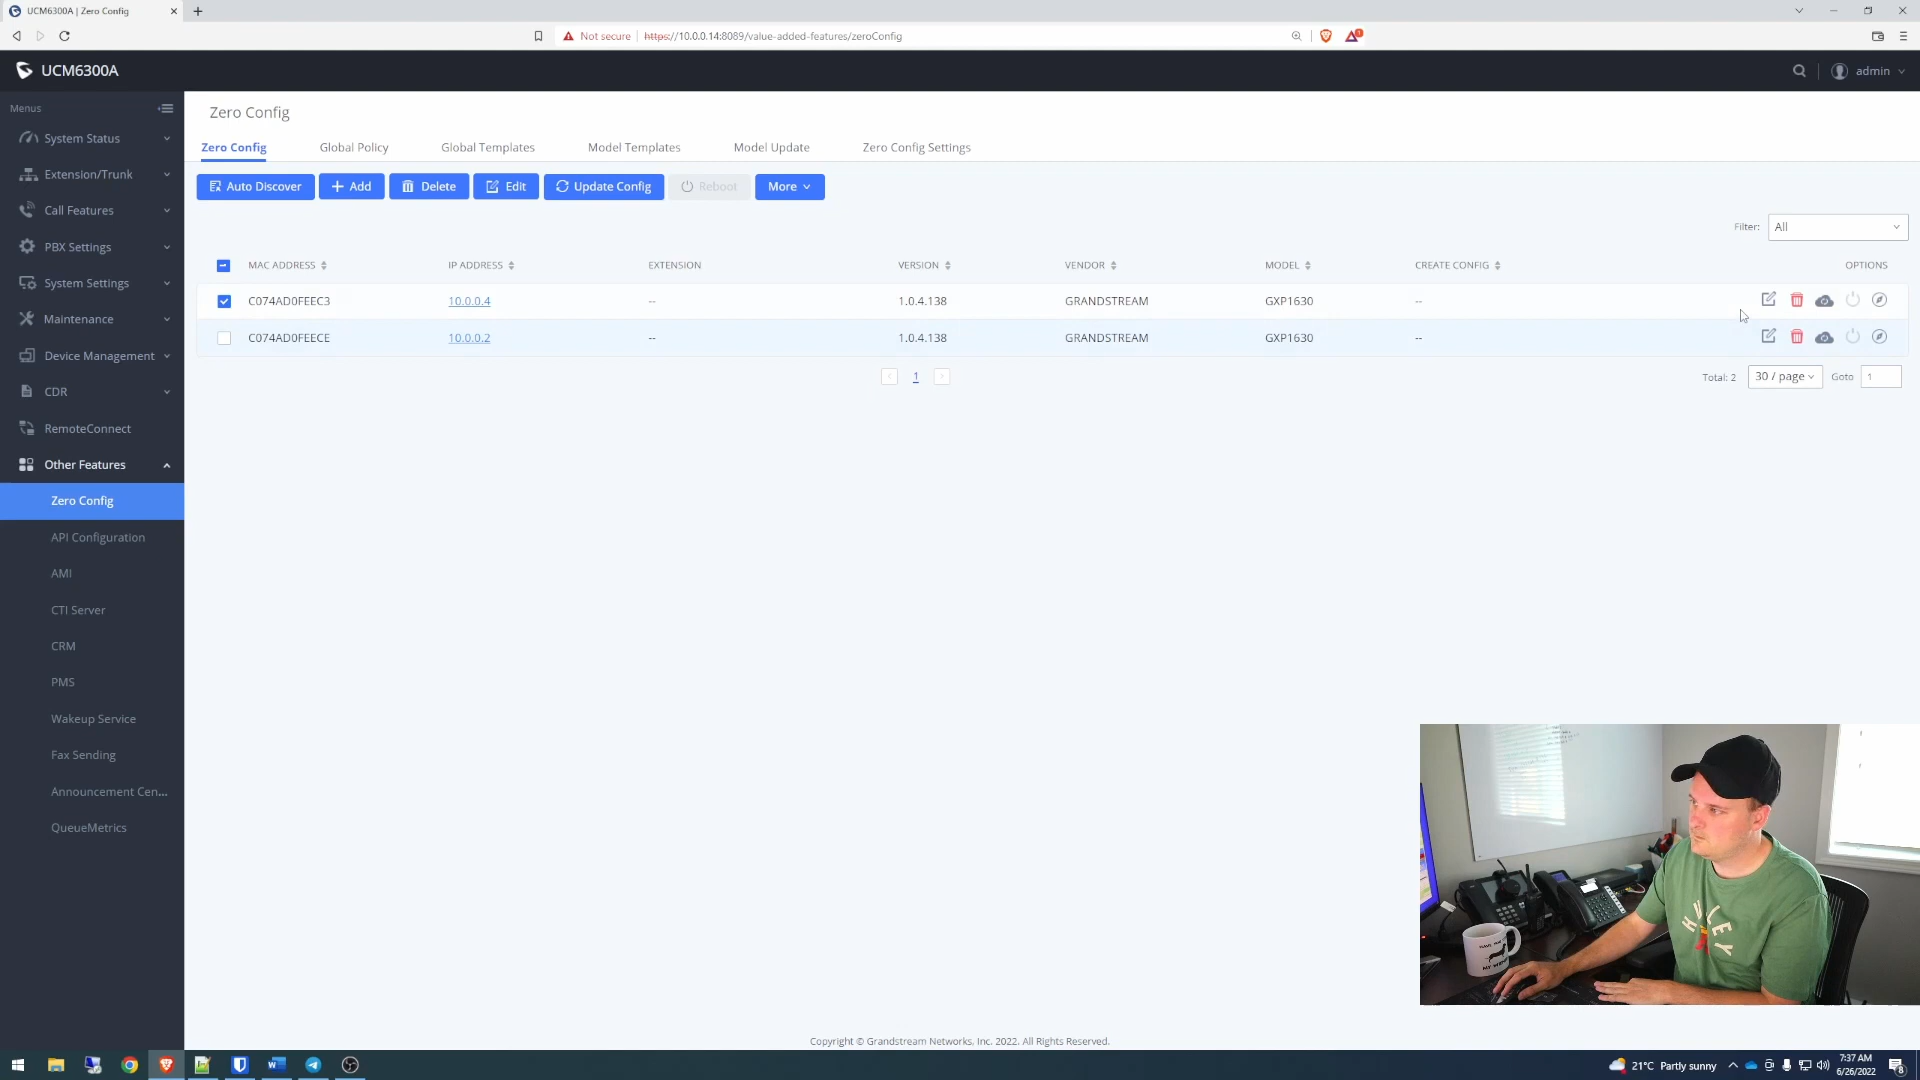 UCM6300A | Zero Config
Not secure
https://10.0.0.14:8089/value-added-features/zeroConfig
1
UCM6300A
admin
Menus
System Status
Extension/Trunk
Call Features
PBX Settings
System Settings
Maintenance
Device Management
CDR
RemoteConnect
Other Features
Zero Config
API Configuration
AMI
CTI Server
CRM
PMS
Wakeup Service
Fax Sending
Announcement Cen...
QueueMetrics
Zero Config
Zero Config Global Policy Global Templates Model Templates Model Update Zero Config Settings
Auto Discover Add Delete Edit Update Config Reboot More
Filter: All
MAC ADDRESS IP ADDRESS EXTENSION VERSION VENDOR MODEL CREATE CONFIG OPTIONS
C074AD0FEEC3 10.0.0.4 -- 1.0.4.138 GRANDSTREAM GXP1630 --
C074AD0FEECE 10.0.0.2 -- 1.0.4.138 GRANDSTREAM GXP1630 --
< 1 > Total: 2 30 / page Goto 1
HULEY
Copyright © Grandstream Networks, Inc. 2022. All Rights Reserved.
21°C Partly sunny
7:37 AM
6/26/2022
8